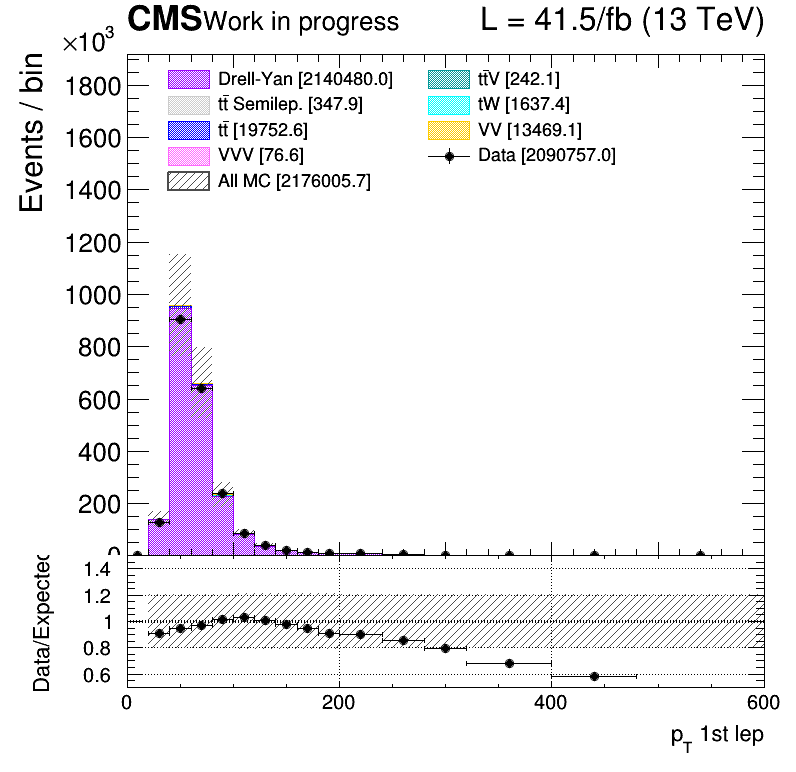 CMS Work in progress L = 41.5/fb (13 TeV)
×10³
Events / bin
Drell-Yan [2140480.0]
tt̄ Semilep. [347.9]
tt̄ [19752.6]
VVV [76.6]
All MC [2176005.7]
tt̄V [242.1]
tW [1637.4]
VV [13469.1]
Data [2090757.0]
1800
1600
1400
1200
1000
800
600
400
200
0
Data/Expected
1.4
1.2
1
0.8
0.6
0 200 400 600
p_T 1st lep